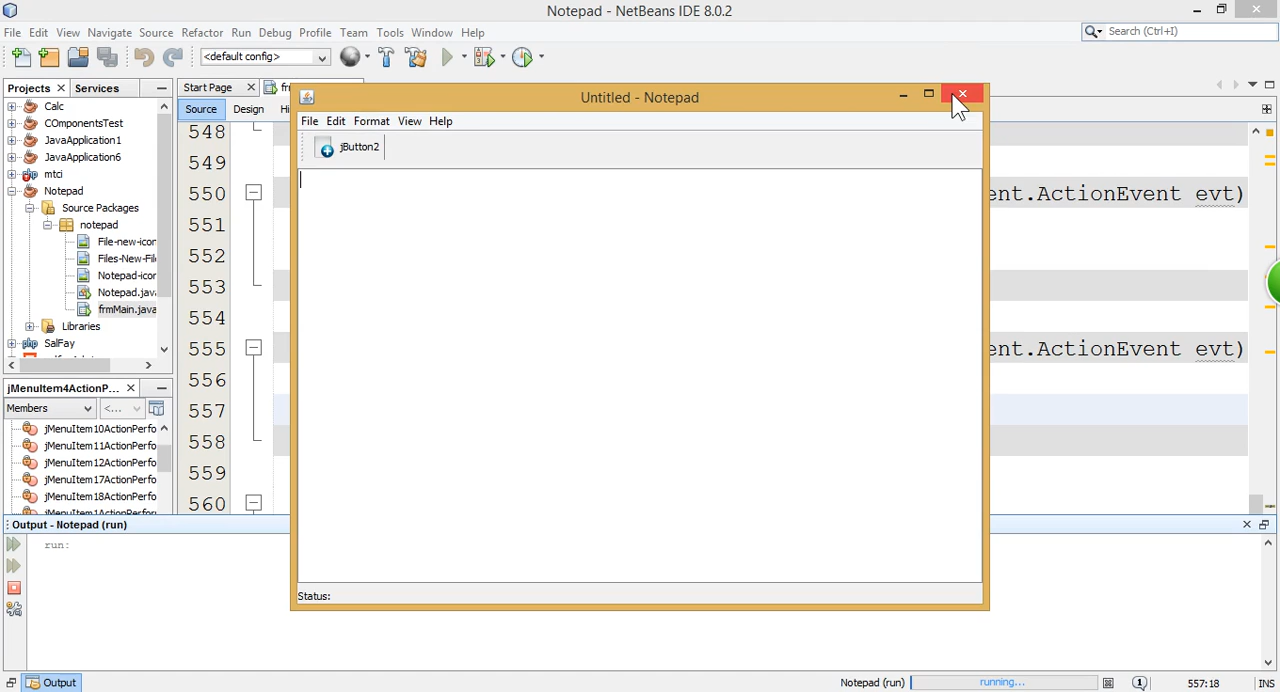 Notepad - NetBeans IDE 8.0.2
File Edit View Navigate Source Refactor Run Debug Profile Team Tools Window Help
Search (Ctrl+I)
<default config>
Projects
Services
Start Page
Source
Design
Calc
COmponentsTest
JavaApplication1
JavaApplication6
mtci
Notepad
Source Packages
notepad
File-new-icon
Files-New-Fil
Notepad-icon
Notepad.java
frmMain.java
Libraries
SalFay
jMenuItem4ActionP...
Members
<...
jMenuItem10ActionPerfo
jMenuItem11ActionPerfo
jMenuItem12ActionPerfo
jMenuItem17ActionPerfo
jMenuItem18ActionPerfo
jMenuItem1ActionPerfor
548
549
550
ent.ActionEvent evt)
551
552
553
554
555
ent.ActionEvent evt)
556
557
558
559
560
Untitled - Notepad
File Edit Format View Help
jButton2
Status:
Output - Notepad (run)
run:
Output
Notepad (run)
running...
1
557:18
INS